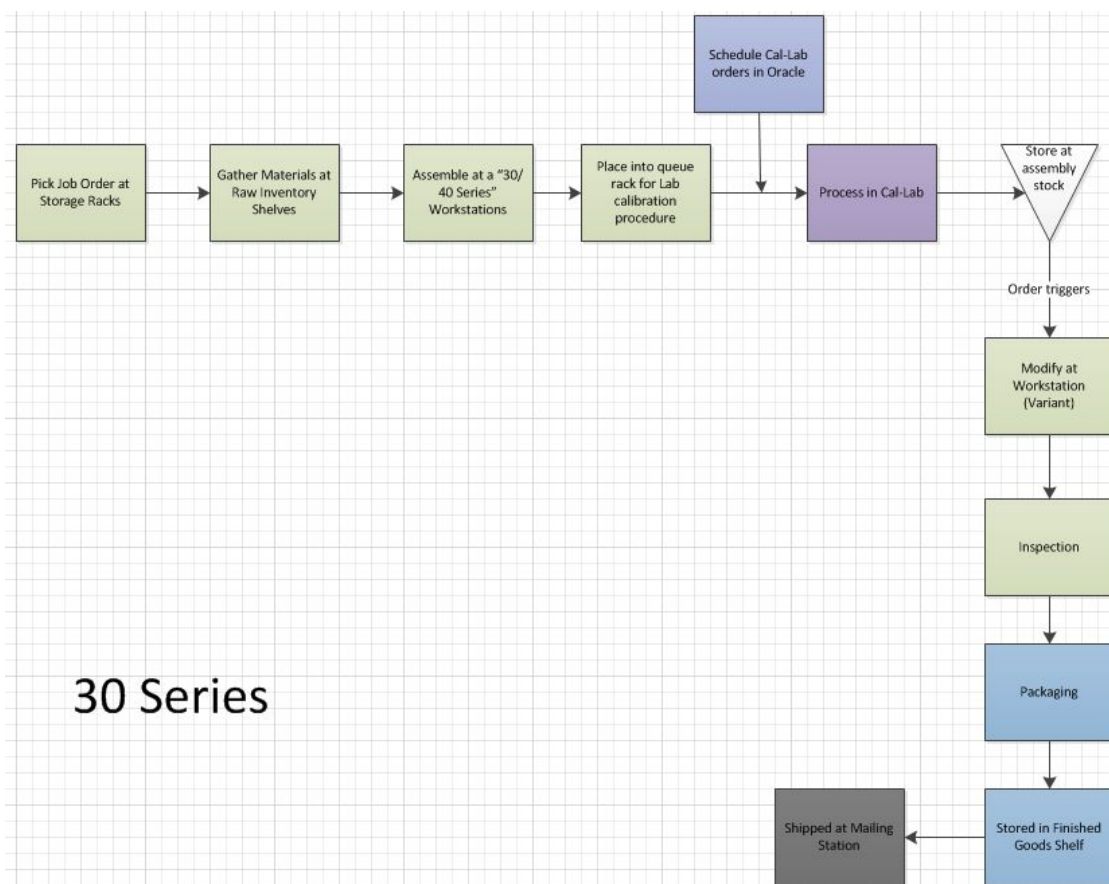 Schedule Cal-Lab
orders in Oracle
Pick Job Order at
Storage Racks
Gather Materials at
Raw Inventory
Shelves
Assemble at a “30/
40 Series”
Workstations
Place into queue
rack for Lab
calibration
procedure
Process in Cal-Lab
Store at
assembly
stock
Order triggers
Modify at
Workstation
(Variant)
Inspection
Packaging
Stored in Finished
Goods Shelf
Shipped at Mailing
Station
30 Series